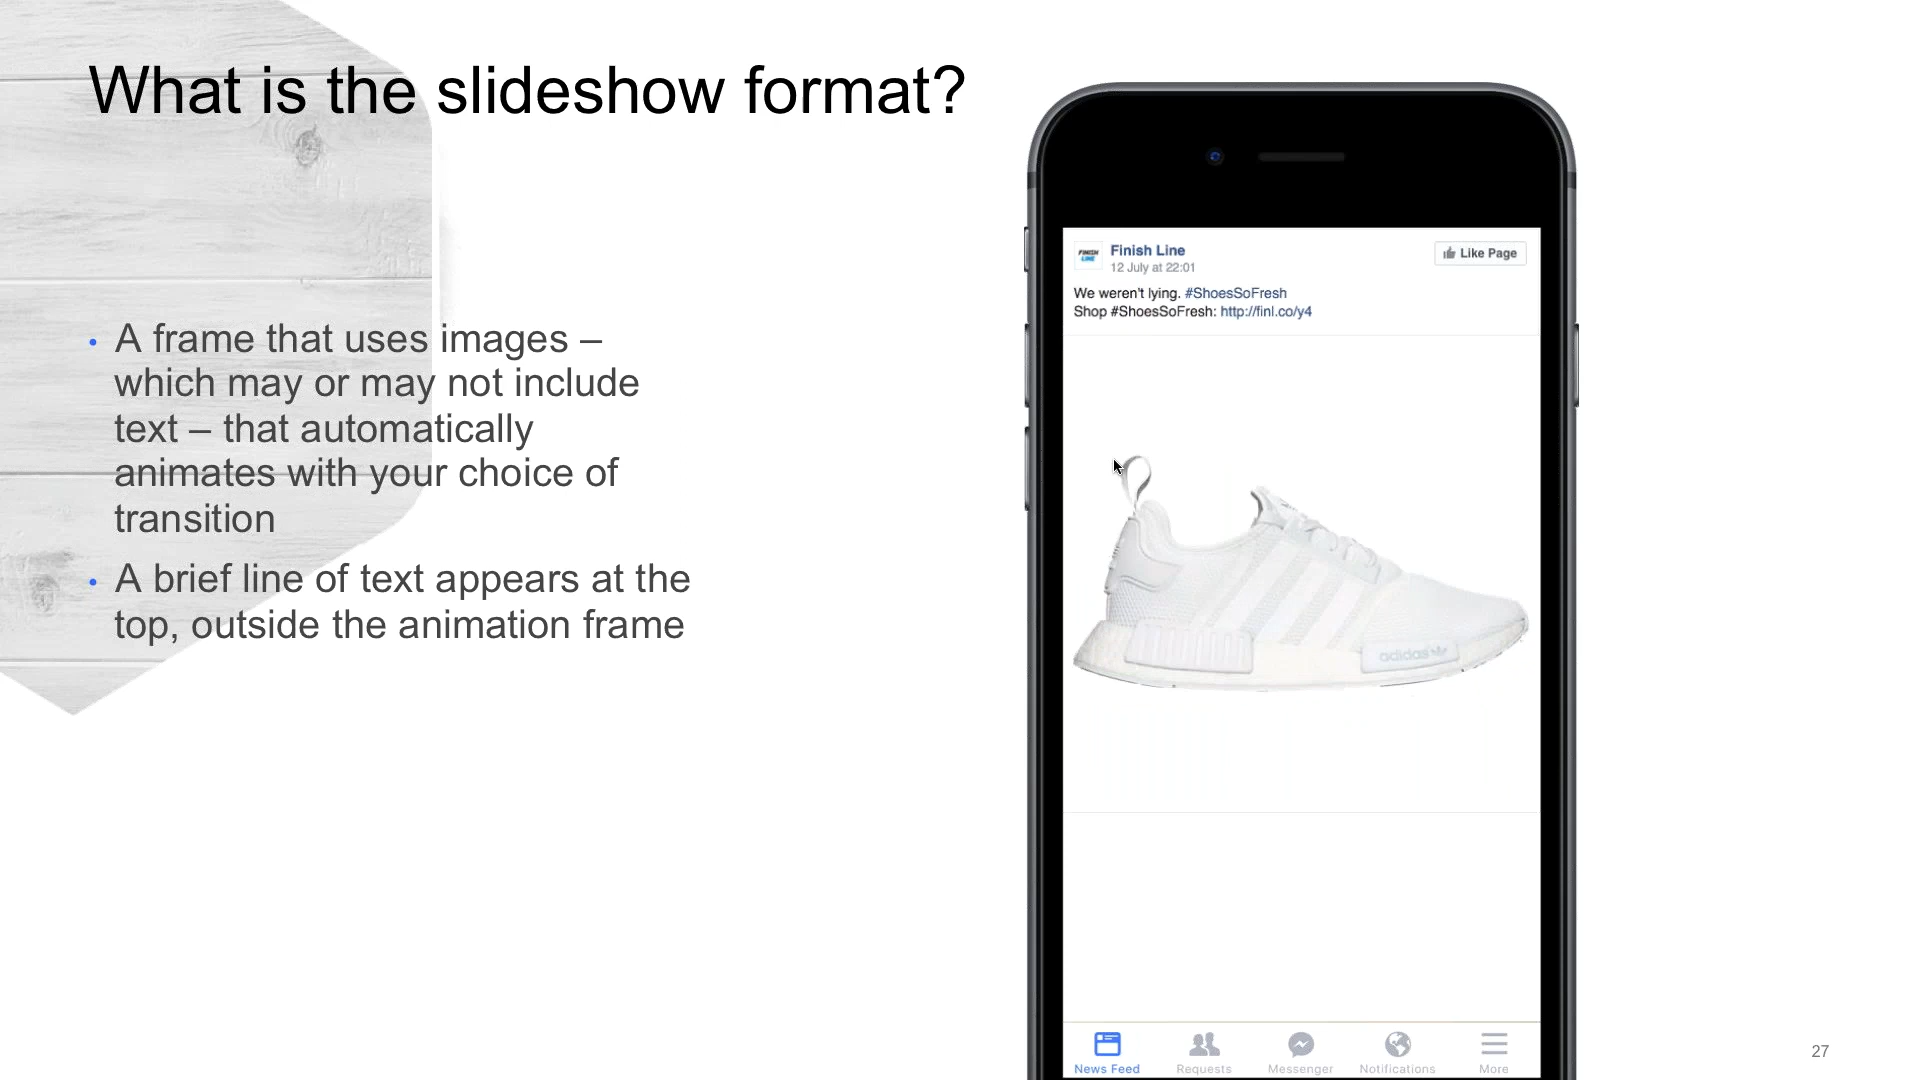 What is the slideshow format?
• A frame that uses images –
which may or may not include
text – that automatically
animates with your choice of
transition
• A brief line of text appears at the
top, outside the animation frame
FINISH
LINE
Finish Line
12 July at 22:01
Like Page
We weren't lying. #ShoesSoFresh
Shop #ShoesSoFresh: http://finl.co/y4
adidas
News Feed
Requests
Messenger
Notifications
More
27